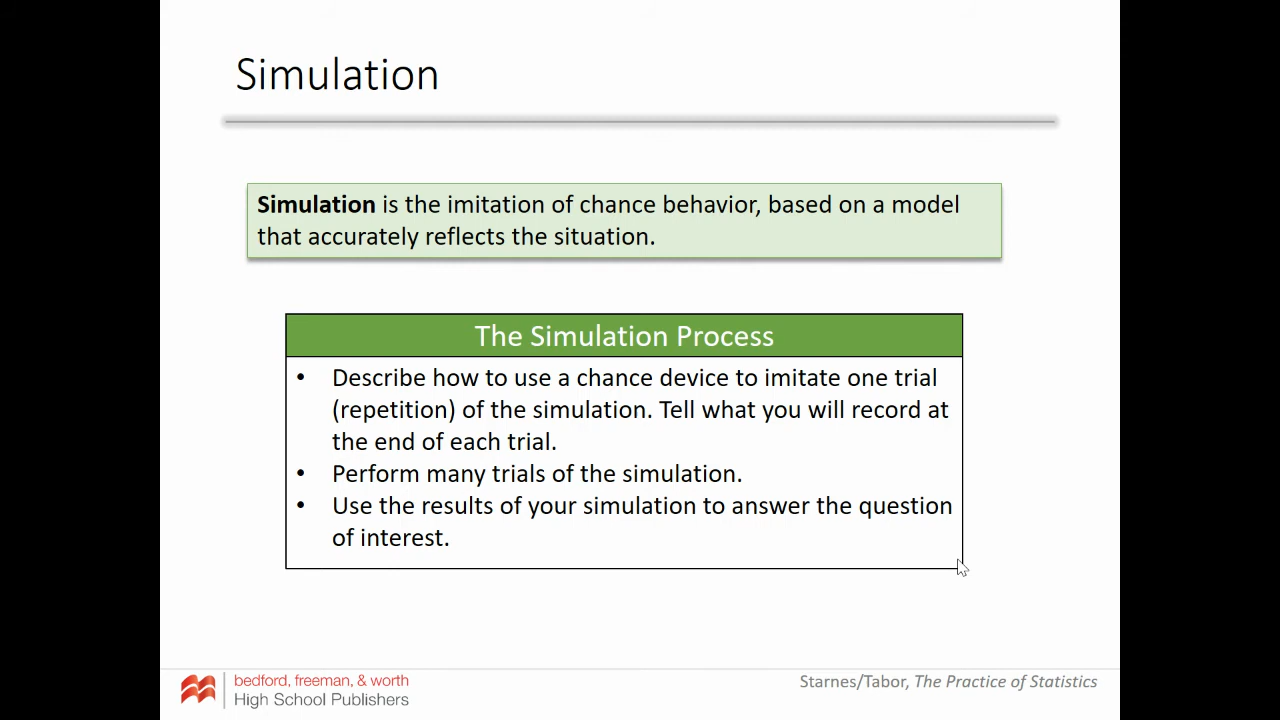 Simulation
Simulation is the imitation of chance behavior, based on a model
that accurately reflects the situation.
The Simulation Process
• Describe how to use a chance device to imitate one trial
(repetition) of the simulation. Tell what you will record at
the end of each trial.
• Perform many trials of the simulation.
• Use the results of your simulation to answer the question
of interest.
bedford, freeman, & worth
High School Publishers
Starnes/Tabor, The Practice of Statistics